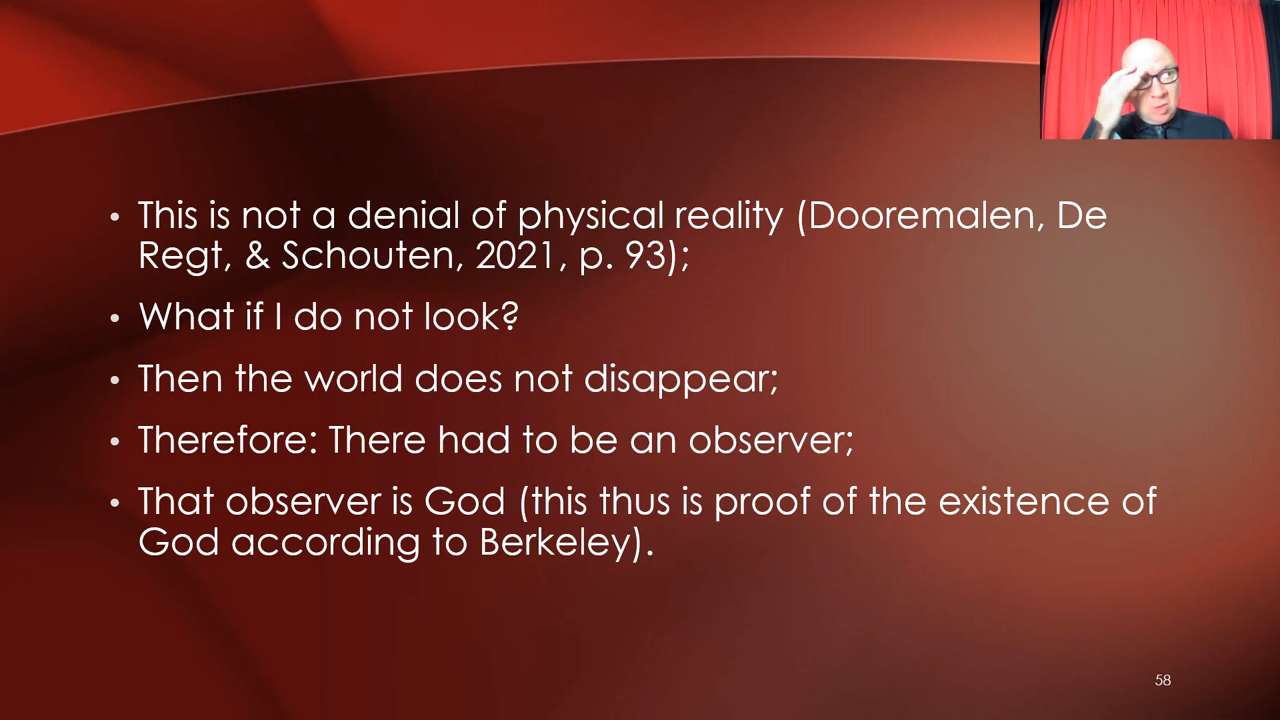 • This is not a denial of physical reality (Dooremalen, De
Regt, & Schouten, 2021, p. 93);
• What if I do not look?
• Then the world does not disappear;
• Therefore: There had to be an observer;
• That observer is God (this thus is proof of the existence of
God according to Berkeley).
58